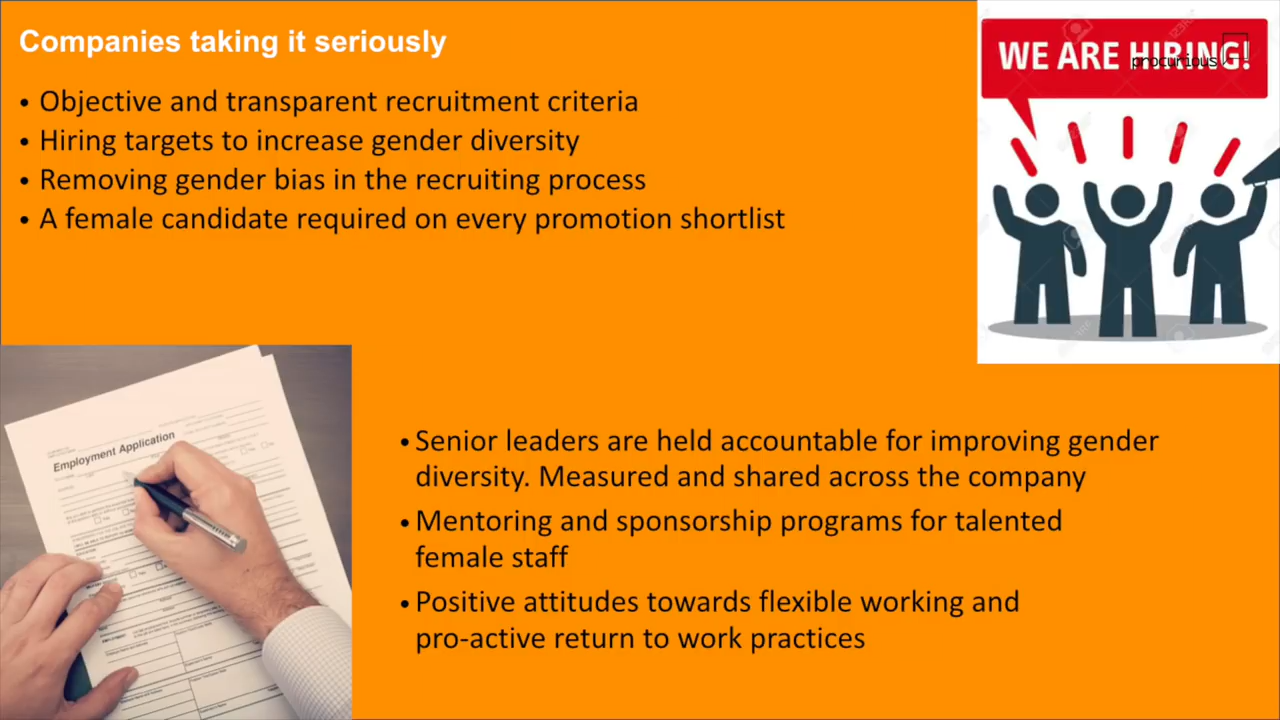 Companies taking it seriously
• Objective and transparent recruitment criteria
• Hiring targets to increase gender diversity
• Removing gender bias in the recruiting process
• A female candidate required on every promotion shortlist
WE ARE HIRING!
procurious
Employment Application
• Senior leaders are held accountable for improving gender
diversity. Measured and shared across the company
• Mentoring and sponsorship programs for talented
female staff
• Positive attitudes towards flexible working and
pro-active return to work practices